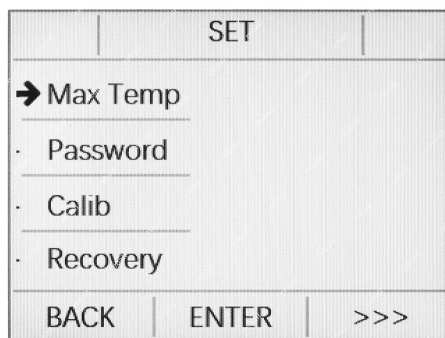 SET
➔ Max Temp
· Password
· Calib
· Recovery
BACK ENTER >>>